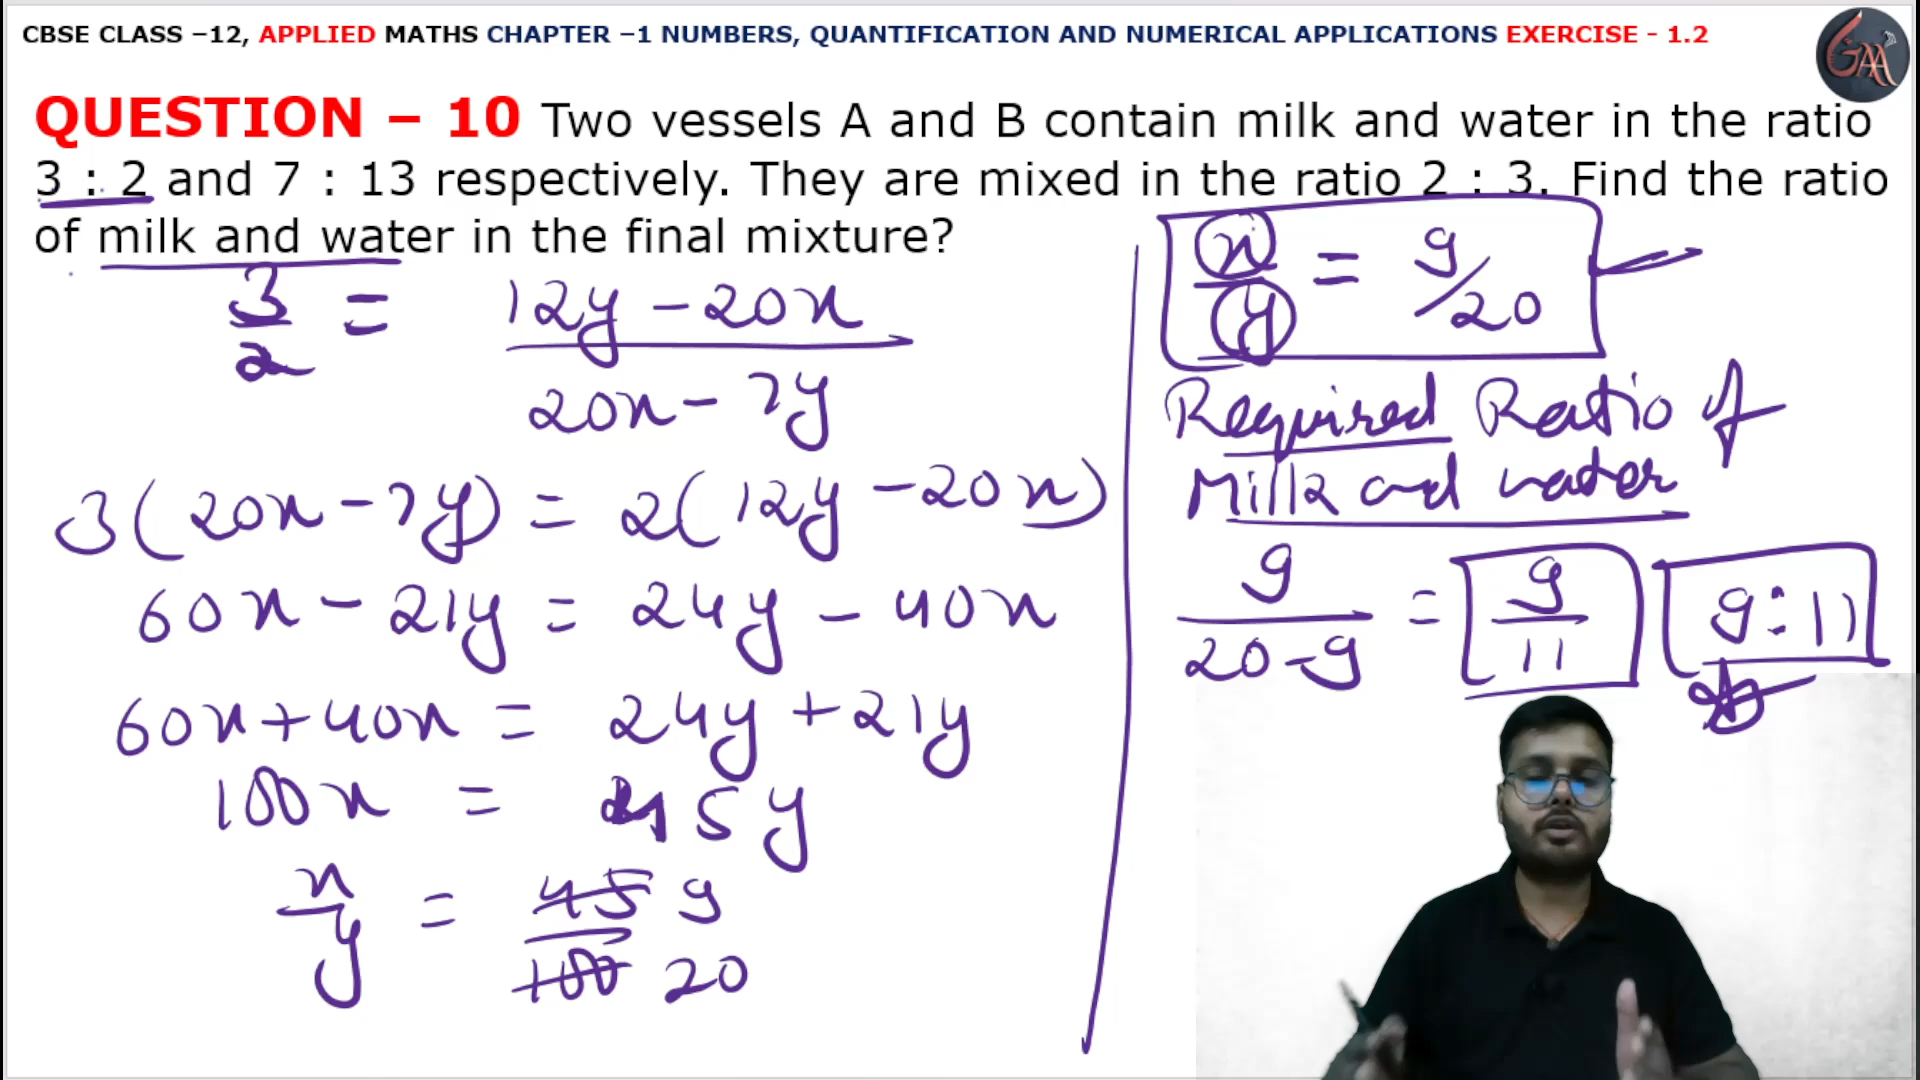 CBSE CLASS –12, APPLIED MATHS CHAPTER –1 NUMBERS, QUANTIFICATION AND NUMERICAL APPLICATIONS EXERCISE - 1.2
QUESTION – 10 Two vessels A and B contain milk and water in the ratio
3 : 2 and 7 : 13 respectively. They are mixed in the ratio 2 : 3. Find the ratio
of milk and water in the final mixture?
3/2 = (12y - 20x)/(20x - 7y)
3(20x - 7y) = 2(12y - 20x)
60x - 21y = 24y - 40x
60x + 40x = 24y + 21y
100x = 45y
x/y = 45/100 9/20
x/y = 9/20
Required Ratio of
Milk and water
9/(20-9) = 9/11 9:11